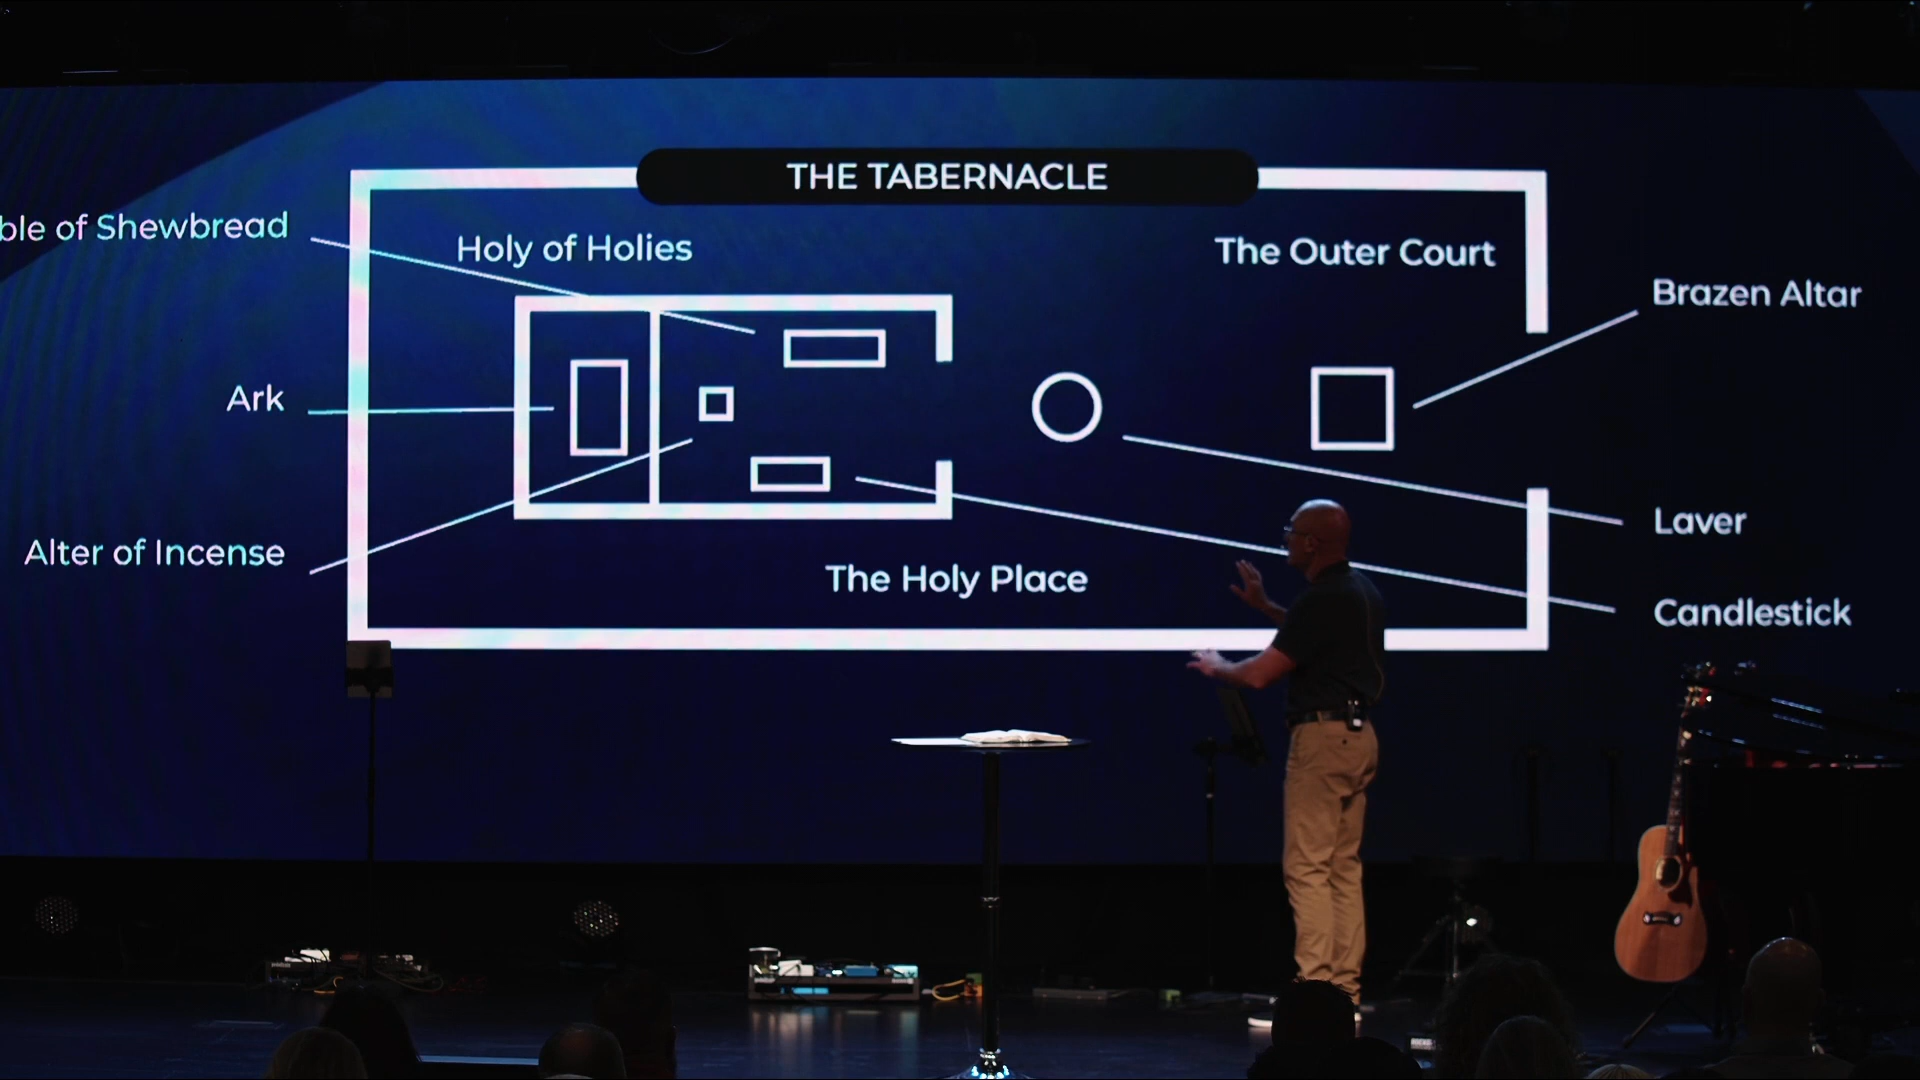 THE TABERNACLE
ble of Shewbread
Holy of Holies
The Outer Court
Brazen Altar
Ark
Laver
Alter of Incense
The Holy Place
Candlestick